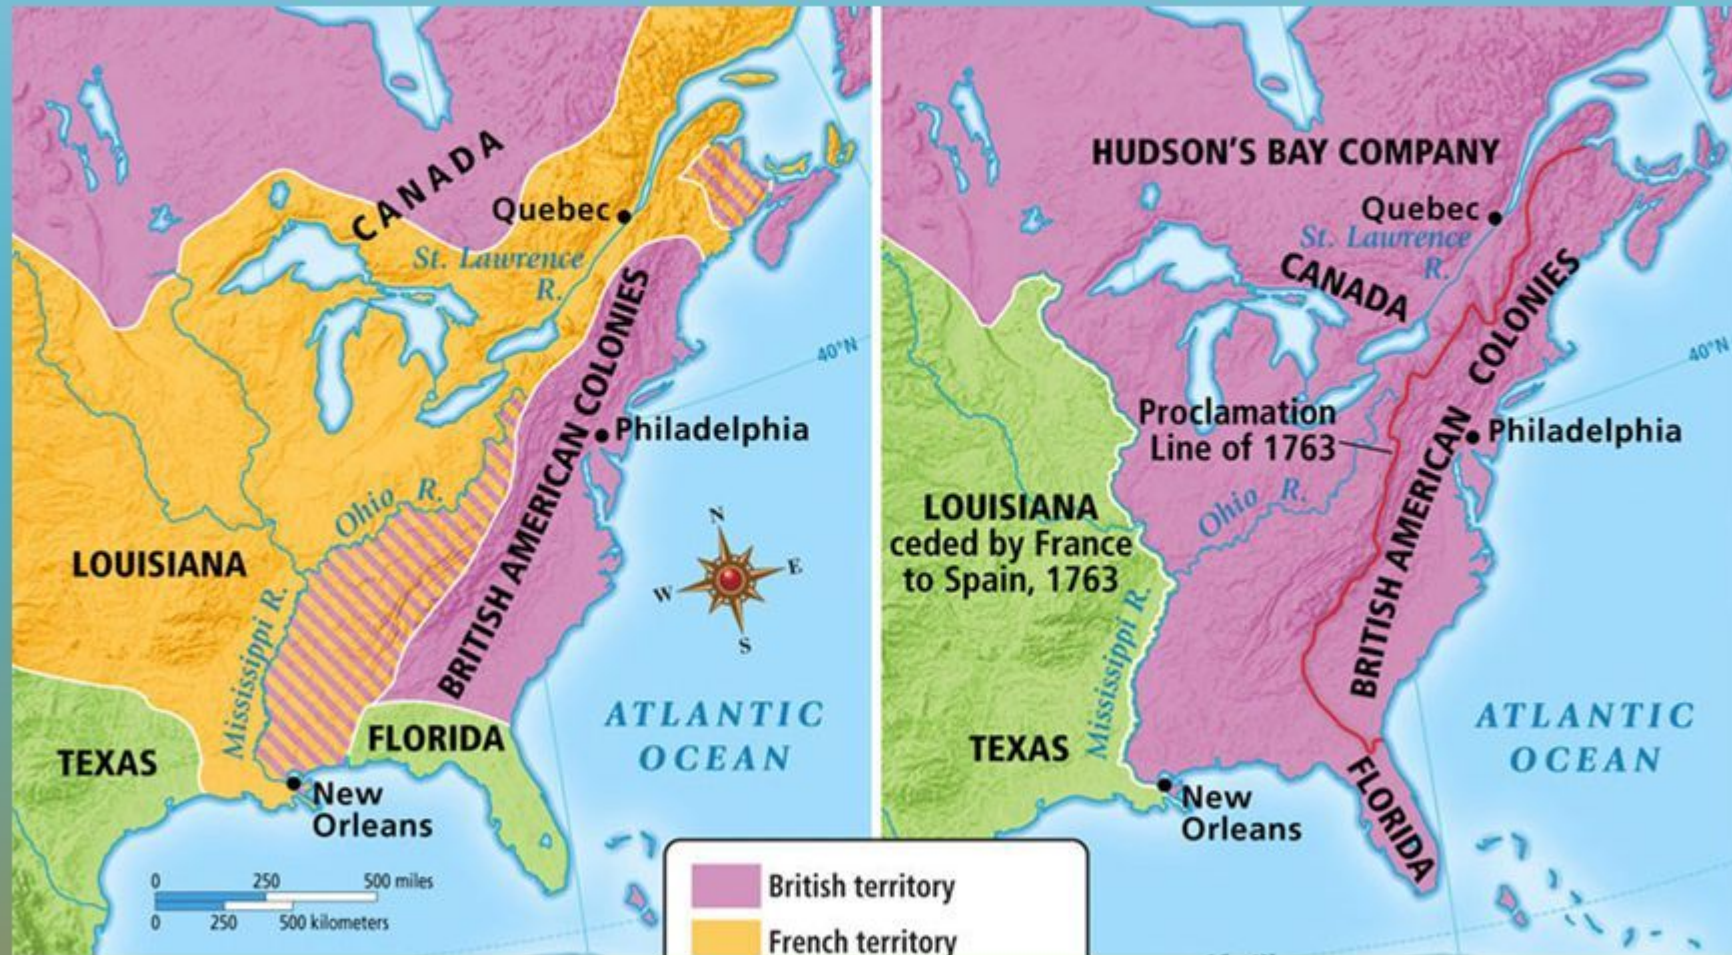 CANADA
Quebec
St. Lawrence
R.
BRITISH AMERICAN COLONIES
Philadelphia
Ohio R.
LOUISIANA
Mississippi R.
TEXAS
FLORIDA
New
Orleans
ATLANTIC
OCEAN
40°N
N
E
W
S
0 250 500 miles
0 250 500 kilometers
HUDSON'S BAY COMPANY
Quebec
St. Lawrence
R.
CANADA
BRITISH AMERICAN COLONIES
40°N
Proclamation
Line of 1763
Philadelphia
Ohio R.
LOUISIANA
ceded by France
to Spain, 1763
Mississippi R.
TEXAS
FLORIDA
New
Orleans
ATLANTIC
OCEAN
British territory
French territory